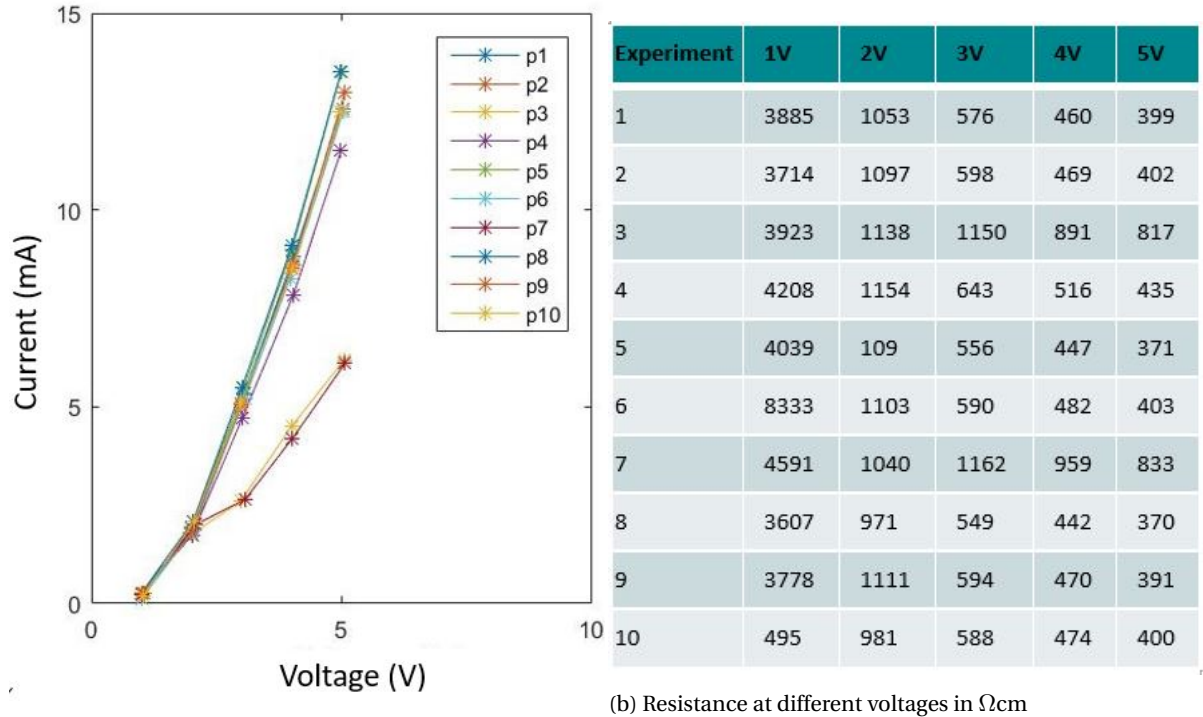 15
10
5
0
0
5
10
Current (mA)
Voltage (V)
p1
p2
p3
p4
p5
p6
p7
p8
p9
p10
Experiment 1V 2V 3V 4V 5V
1 3885 1053 576 460 399
2 3714 1097 598 469 402
3 3923 1138 1150 891 817
4 4208 1154 643 516 435
5 4039 109 556 447 371
6 8333 1103 590 482 403
7 4591 1040 1162 959 833
8 3607 971 549 442 370
9 3778 1111 594 470 391
10 495 981 588 474 400
(b) Resistance at different voltages in Ωcm